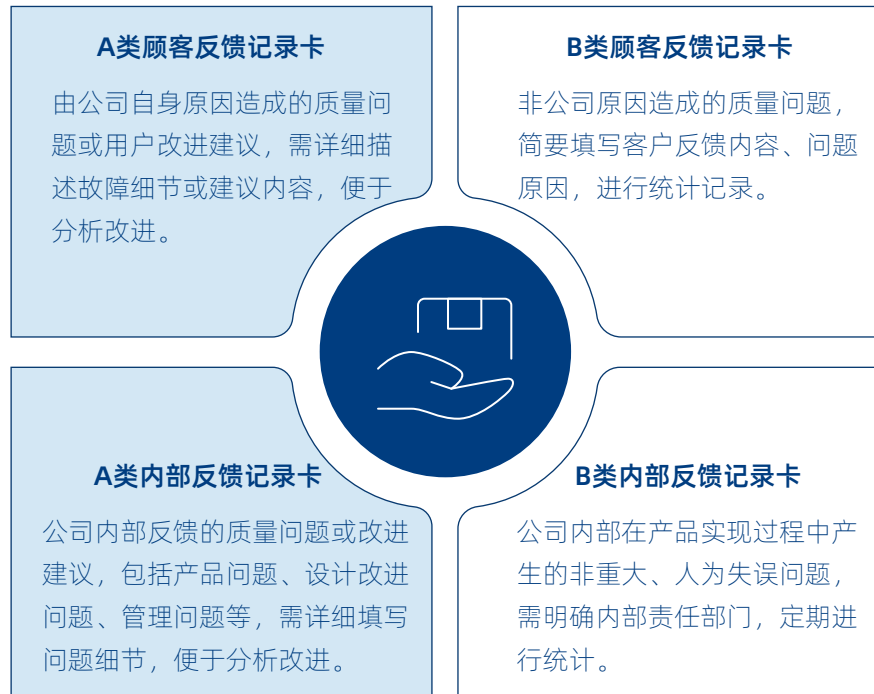 A类顾客反馈记录卡
由公司自身原因造成的质量问
题或用户改进建议，需详细描
述故障细节或建议内容，便于
分析改进。
B类顾客反馈记录卡
非公司原因造成的质量问题，
简要填写客户反馈内容、问题
原因，进行统计记录。
A类内部反馈记录卡
公司内部反馈的质量问题或改进
建议，包括产品问题、设计改进
问题、管理问题等，需详细填写
问题细节，便于分析改进。
B类内部反馈记录卡
公司内部在产品实现过程中产
生的非重大、人为失误问题，
需明确内部责任部门，定期进
行统计。